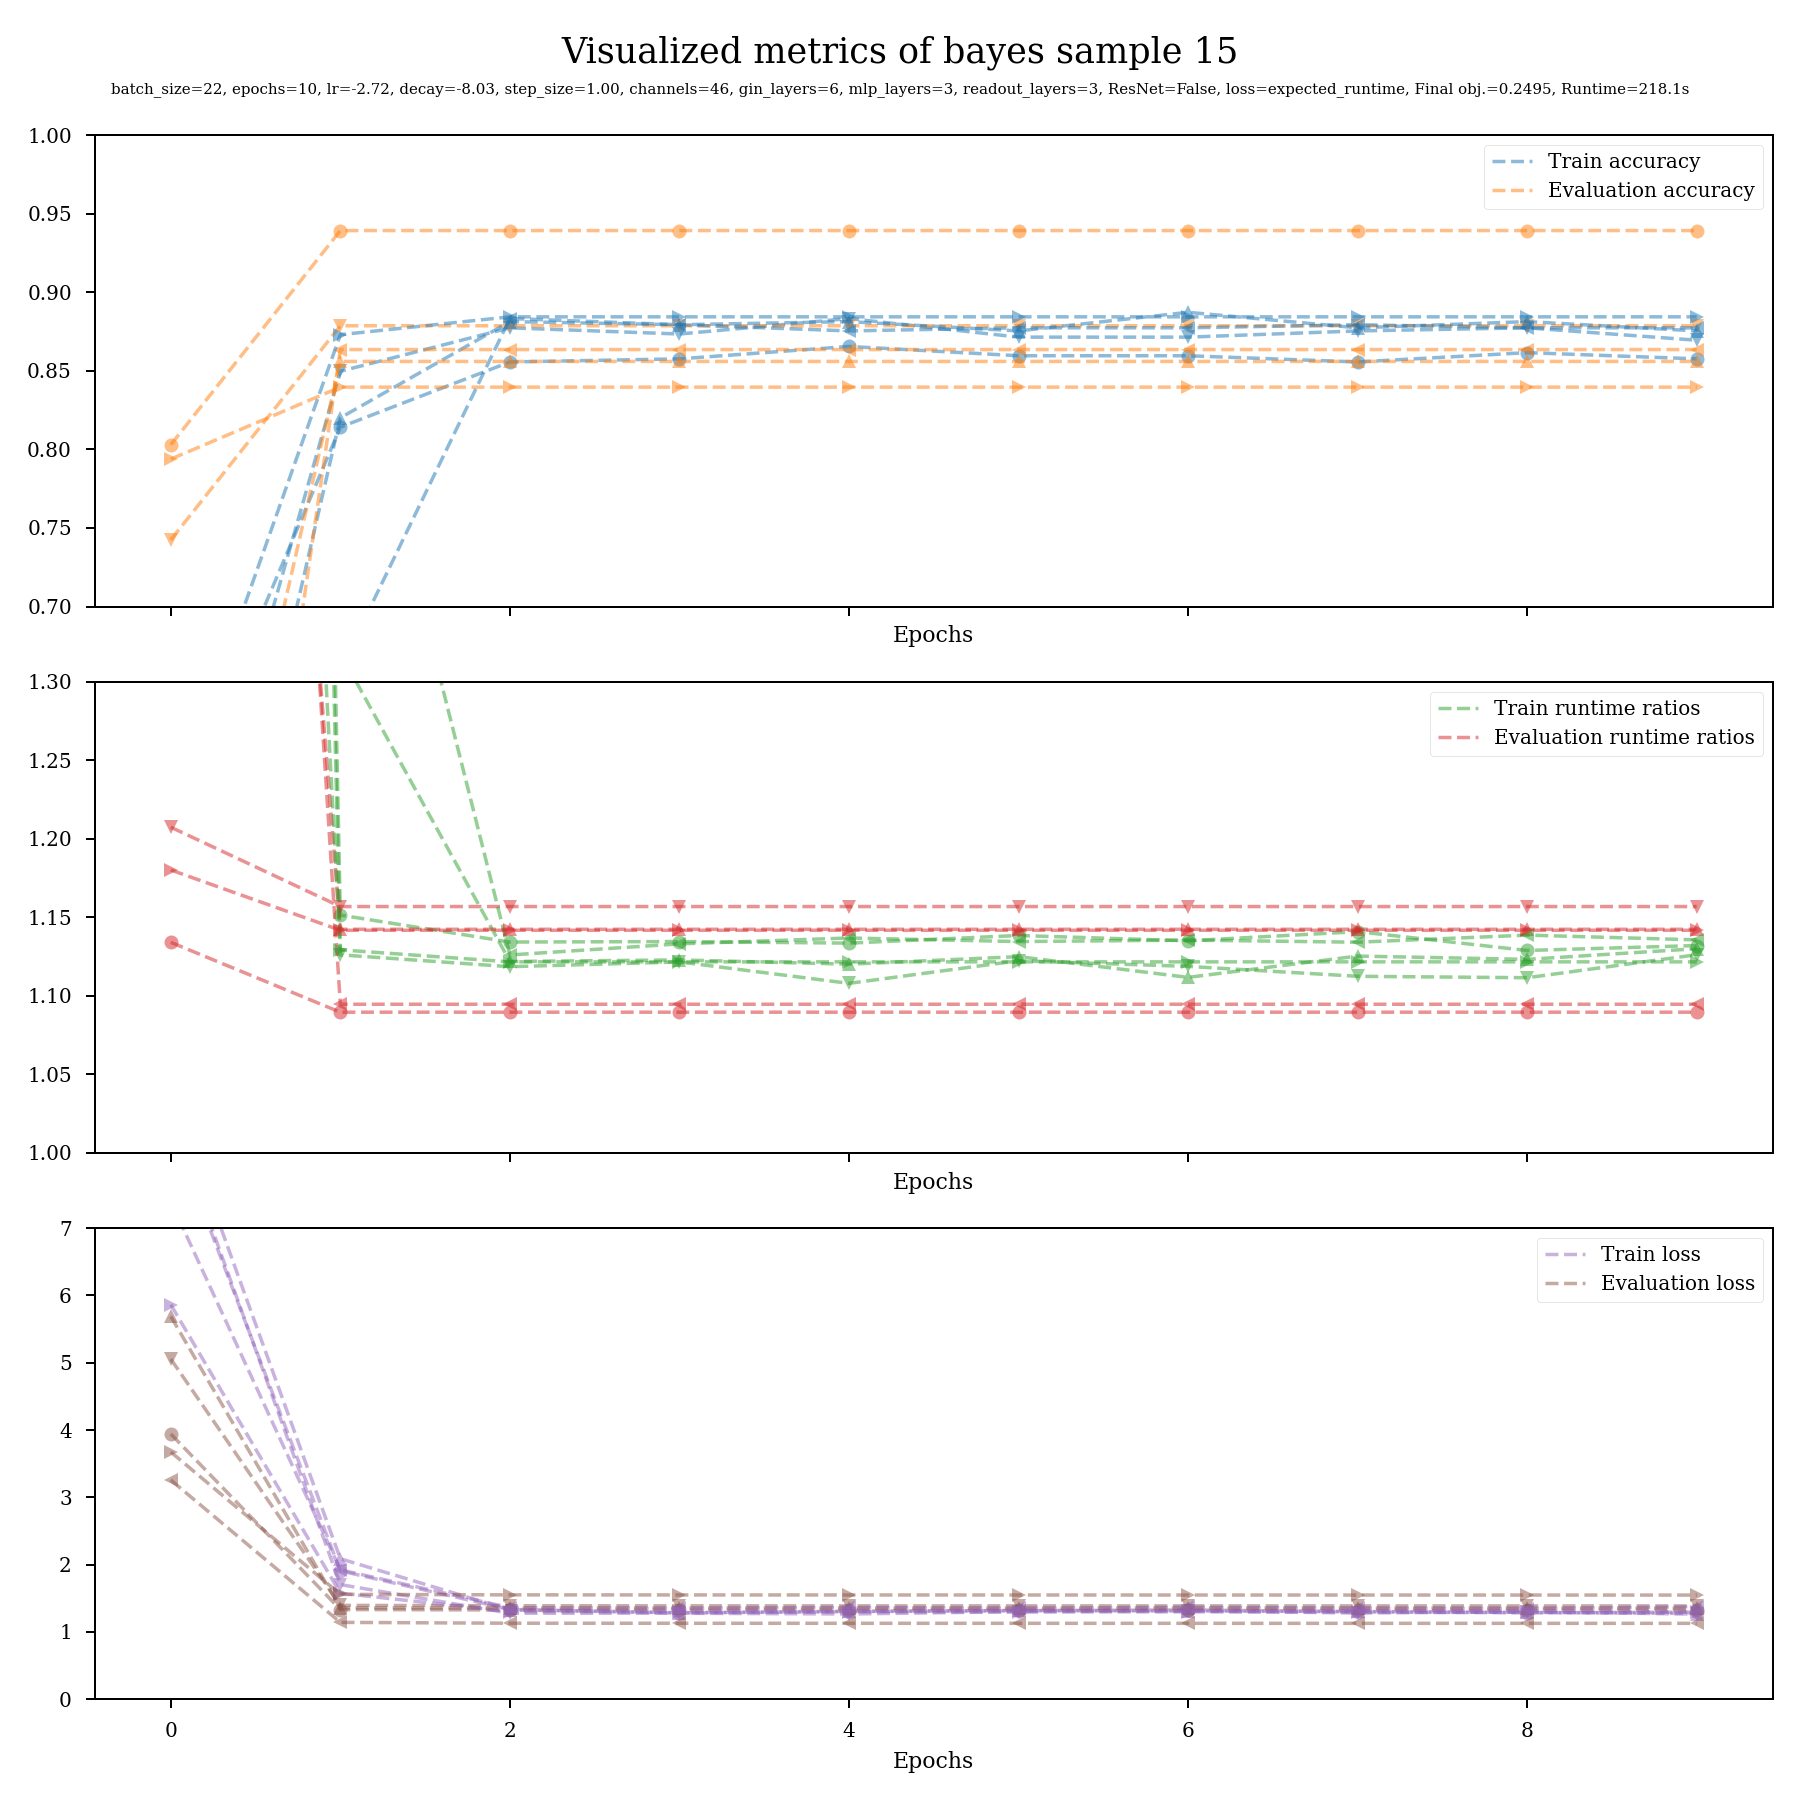 Visualized metrics of bayes sample 15
batch_size=22, epochs=10, lr=-2.72, decay=-8.03, step_size=1.00, channels=46, gin_layers=6, mlp_layers=3, readout_layers=3, ResNet=False, loss=expected_runtime, Final obj.=0.2495, Runtime=218.1s
1.00
0.95
0.90
0.85
0.80
0.75
0.70
Train accuracy
Evaluation accuracy
Epochs
1.30
1.25
1.20
1.15
1.10
1.05
1.00
Train runtime ratios
Evaluation runtime ratios
Epochs
7
6
5
4
3
2
1
0
Train loss
Evaluation loss
0 2 4 6 8
Epochs